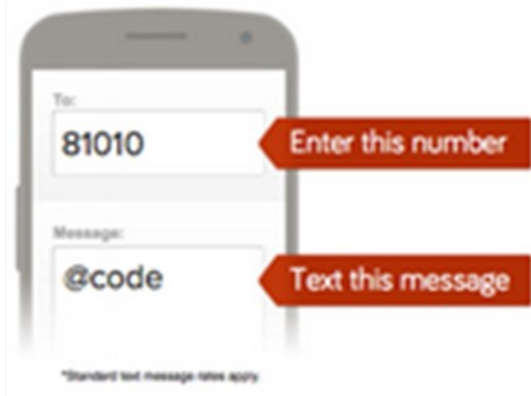 To:
81010
Enter this number
Message:
@code
Text this message
*Standard text message rates apply.